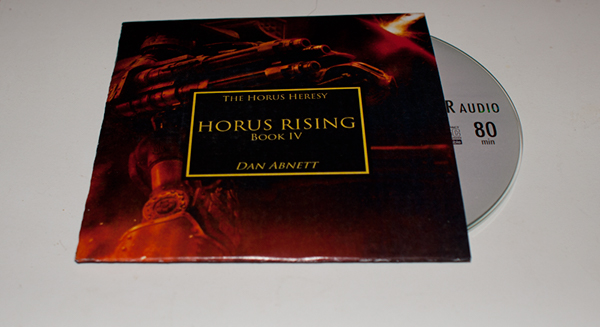 THE HORUS HERESY
HORUS RISING
BOOK IV
DAN ABNETT
R AUDIO
80
min